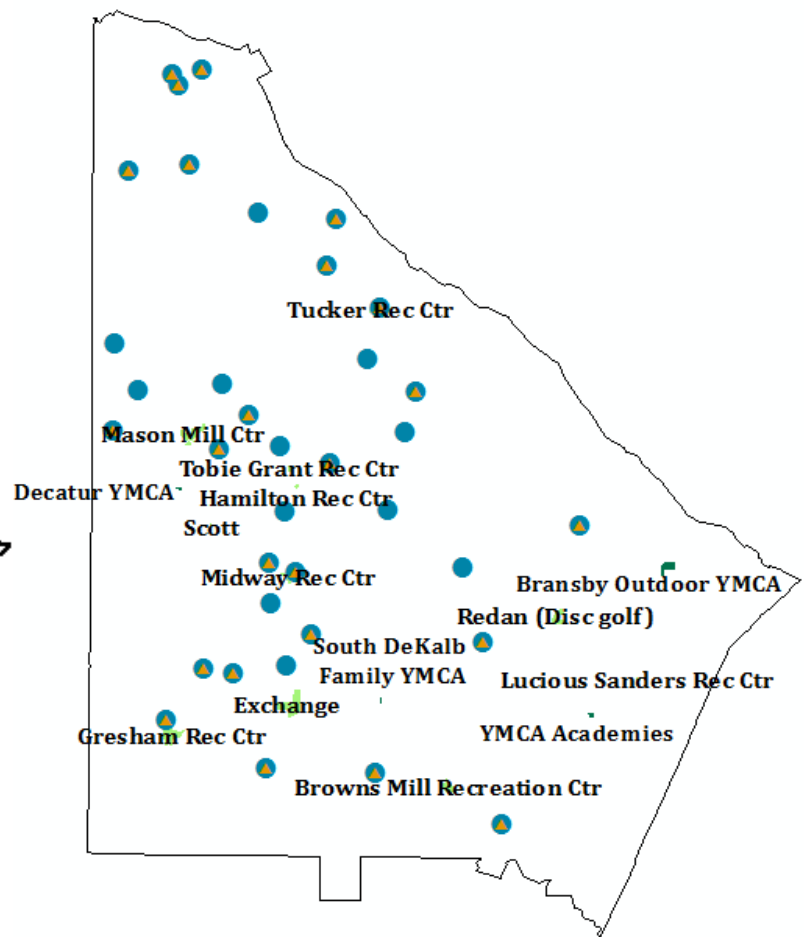 Tucker Rec Ctr
Mason Mill Ctr
Tobie Grant Rec Ctr
Decatur YMCA
Hamilton Rec Ctr
Scott
Midway Rec Ctr
Bransby Outdoor YMCA
Redan (Disc golf)
South DeKalb
Family YMCA
Lucious Sanders Rec Ctr
Exchange
YMCA Academies
Gresham Rec Ctr
Browns Mill Recreation Ctr